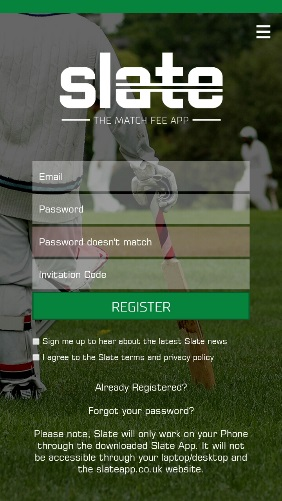 slate
THE MATCH FEE APP
Email
Password
Password doesn't match
Invitation Code
REGISTER
Sign me up to hear about the latest Slate news
I agree to the Slate terms and privacy policy
Already Registered?
Forgot your password?
Please note, Slate will only work on your Phone
through the downloaded Slate App. It will not
be accessible through your laptop/desktop and
the slateapp.co.uk website.